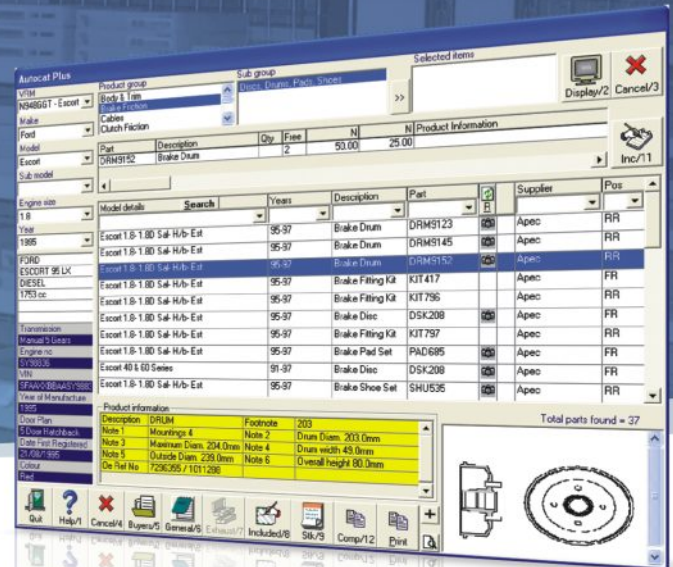 Autocat Plus
VRM
N948GGT - Escort
Make
Ford
Model
Escort
Sub model
Engine size
1.8
Year
1995
FORD
ESCORT 95 LX
DIESEL
1753 cc
Transmission
Manual 5 Gears
Engine no
SY98836
VIN
Year of Manufacture
1995
Door Plan
5 Door Hatchback
Date First Registered
21/08/1995
Colour
Red
Product group
Body & Trim
Brake Friction
Cables
Clutch Friction
Sub group
Discs, Drums, Pads, Shoes
>>
Selected items
Display/2 Cancel/3
Part Description Qty Free N N Product Information
DRM9152 Brake Drum 2 50.00 25.00
Inc/11
Model details Search Years Description Part R Supplier Pos
Escort 1.8- 1.8D Sal- H/b- Est 95-97 Brake Drum DRM9123 Apec RR
Escort 1.8- 1.8D Sal- H/b- Est 95-97 Brake Drum DRM9145 Apec RR
Escort 1.8- 1.8D Sal- H/b- Est 95-97 Brake Drum DRM9152 Apec RR
Escort 1.8- 1.8D Sal- H/b- Est 95-97 Brake Fitting Kit KIT417 Apec FR
Escort 1.8- 1.8D Sal- H/b- Est 95-97 Brake Fitting Kit KIT796 Apec RR
Escort 1.8- 1.8D Sal- H/b- Est 95-97 Brake Disc DSK208 Apec FR
Escort 1.8- 1.8D Sal- H/b- Est 95-97 Brake Fitting Kit KIT797 Apec RR
Escort 1.8- 1.8D Sal- H/b- Est 95-97 Brake Pad Set PAD685 Apec FR
Escort 40 & 60 Series 91-97 Brake Disc DSK208 Apec FR
Escort 1.8- 1.8D Sal- H/b- Est 95-97 Brake Shoe Set SHU535 Apec RR
Product information
Description DRUM Footnote 203
Note 1 Mountings 4 Note 2 Drum Diam. 203.0mm
Note 3 Maximum Diam. 204.0mm Note 4 Drum width 49.0mm
Note 5 Outside Diam. 239.0mm Note 6 Overall height 80.0mm
Oe Ref No 7296355 / 1011298
Total parts found = 37
Quit Help/1 Cancel/4 Buyers/5 General/6 Exhaust/7 Included/8 Stk/9 Comp/12 Print